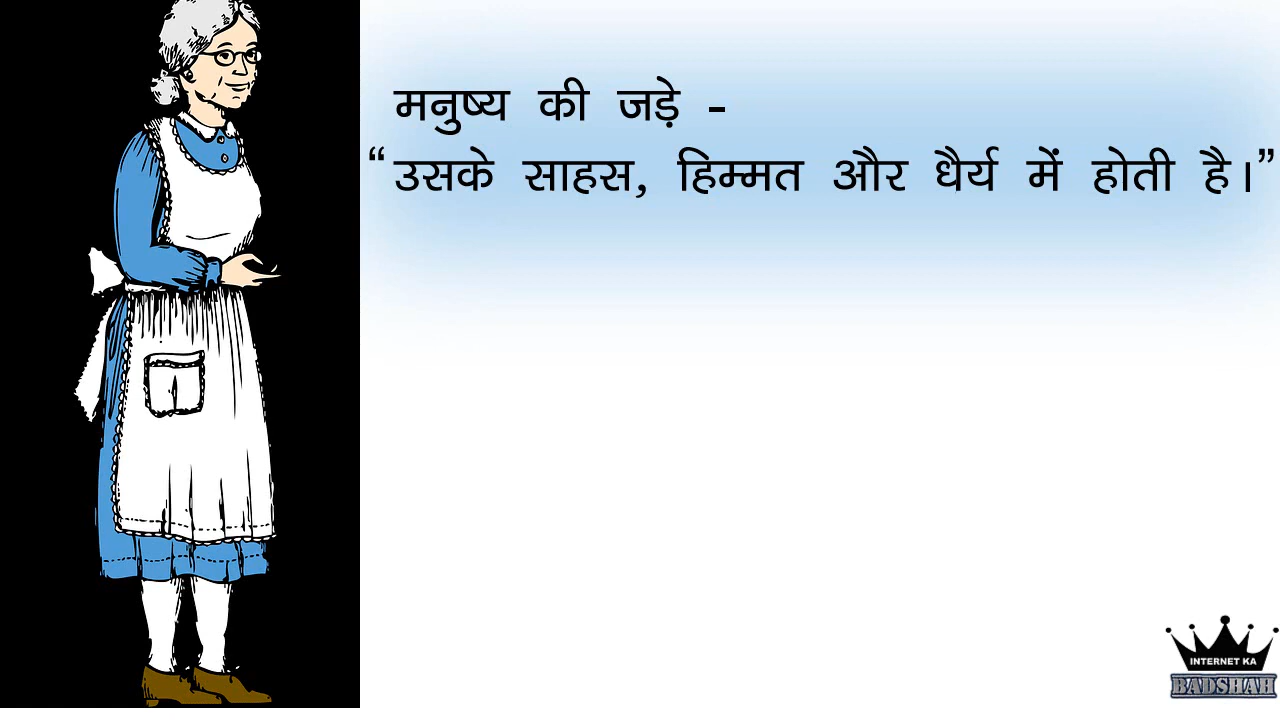 मनुष्य की जड़े -
“उसके साहस, हिम्मत और धैर्य में होती है।”
INTERNET KA
BADSHAH